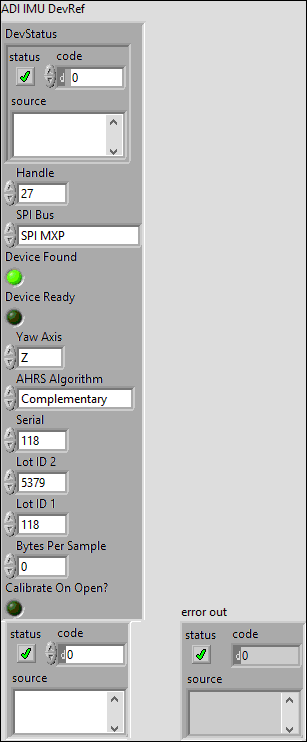 ADI IMU DevRef
DevStatus
status code
d 0
source
Handle
27
SPI Bus
SPI MXP
Device Found
Device Ready
Yaw Axis
Z
AHRS Algorithm
Complementary
Serial
118
Lot ID 2
5379
Lot ID 1
118
Bytes Per Sample
0
Calibrate On Open?
error out
status code
d 0
source
status code
d 0
source